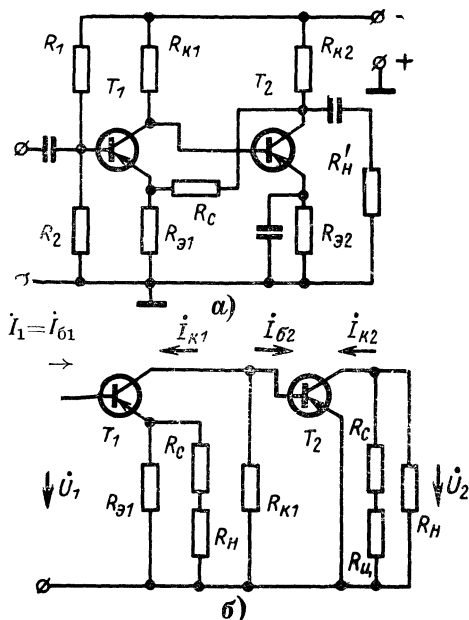 -
R₁
Rк1
Rк2
T₁
T₂
+
Rс
R'н
R₂
Rэ1
Rэ2
а)
İ₁=İб1
İк1
İб2
İк2
T₁
Rс
T₂
Rс
U̇₁
Rэ1
Rн
Rк1
Rц
Rн
U̇₂
б)